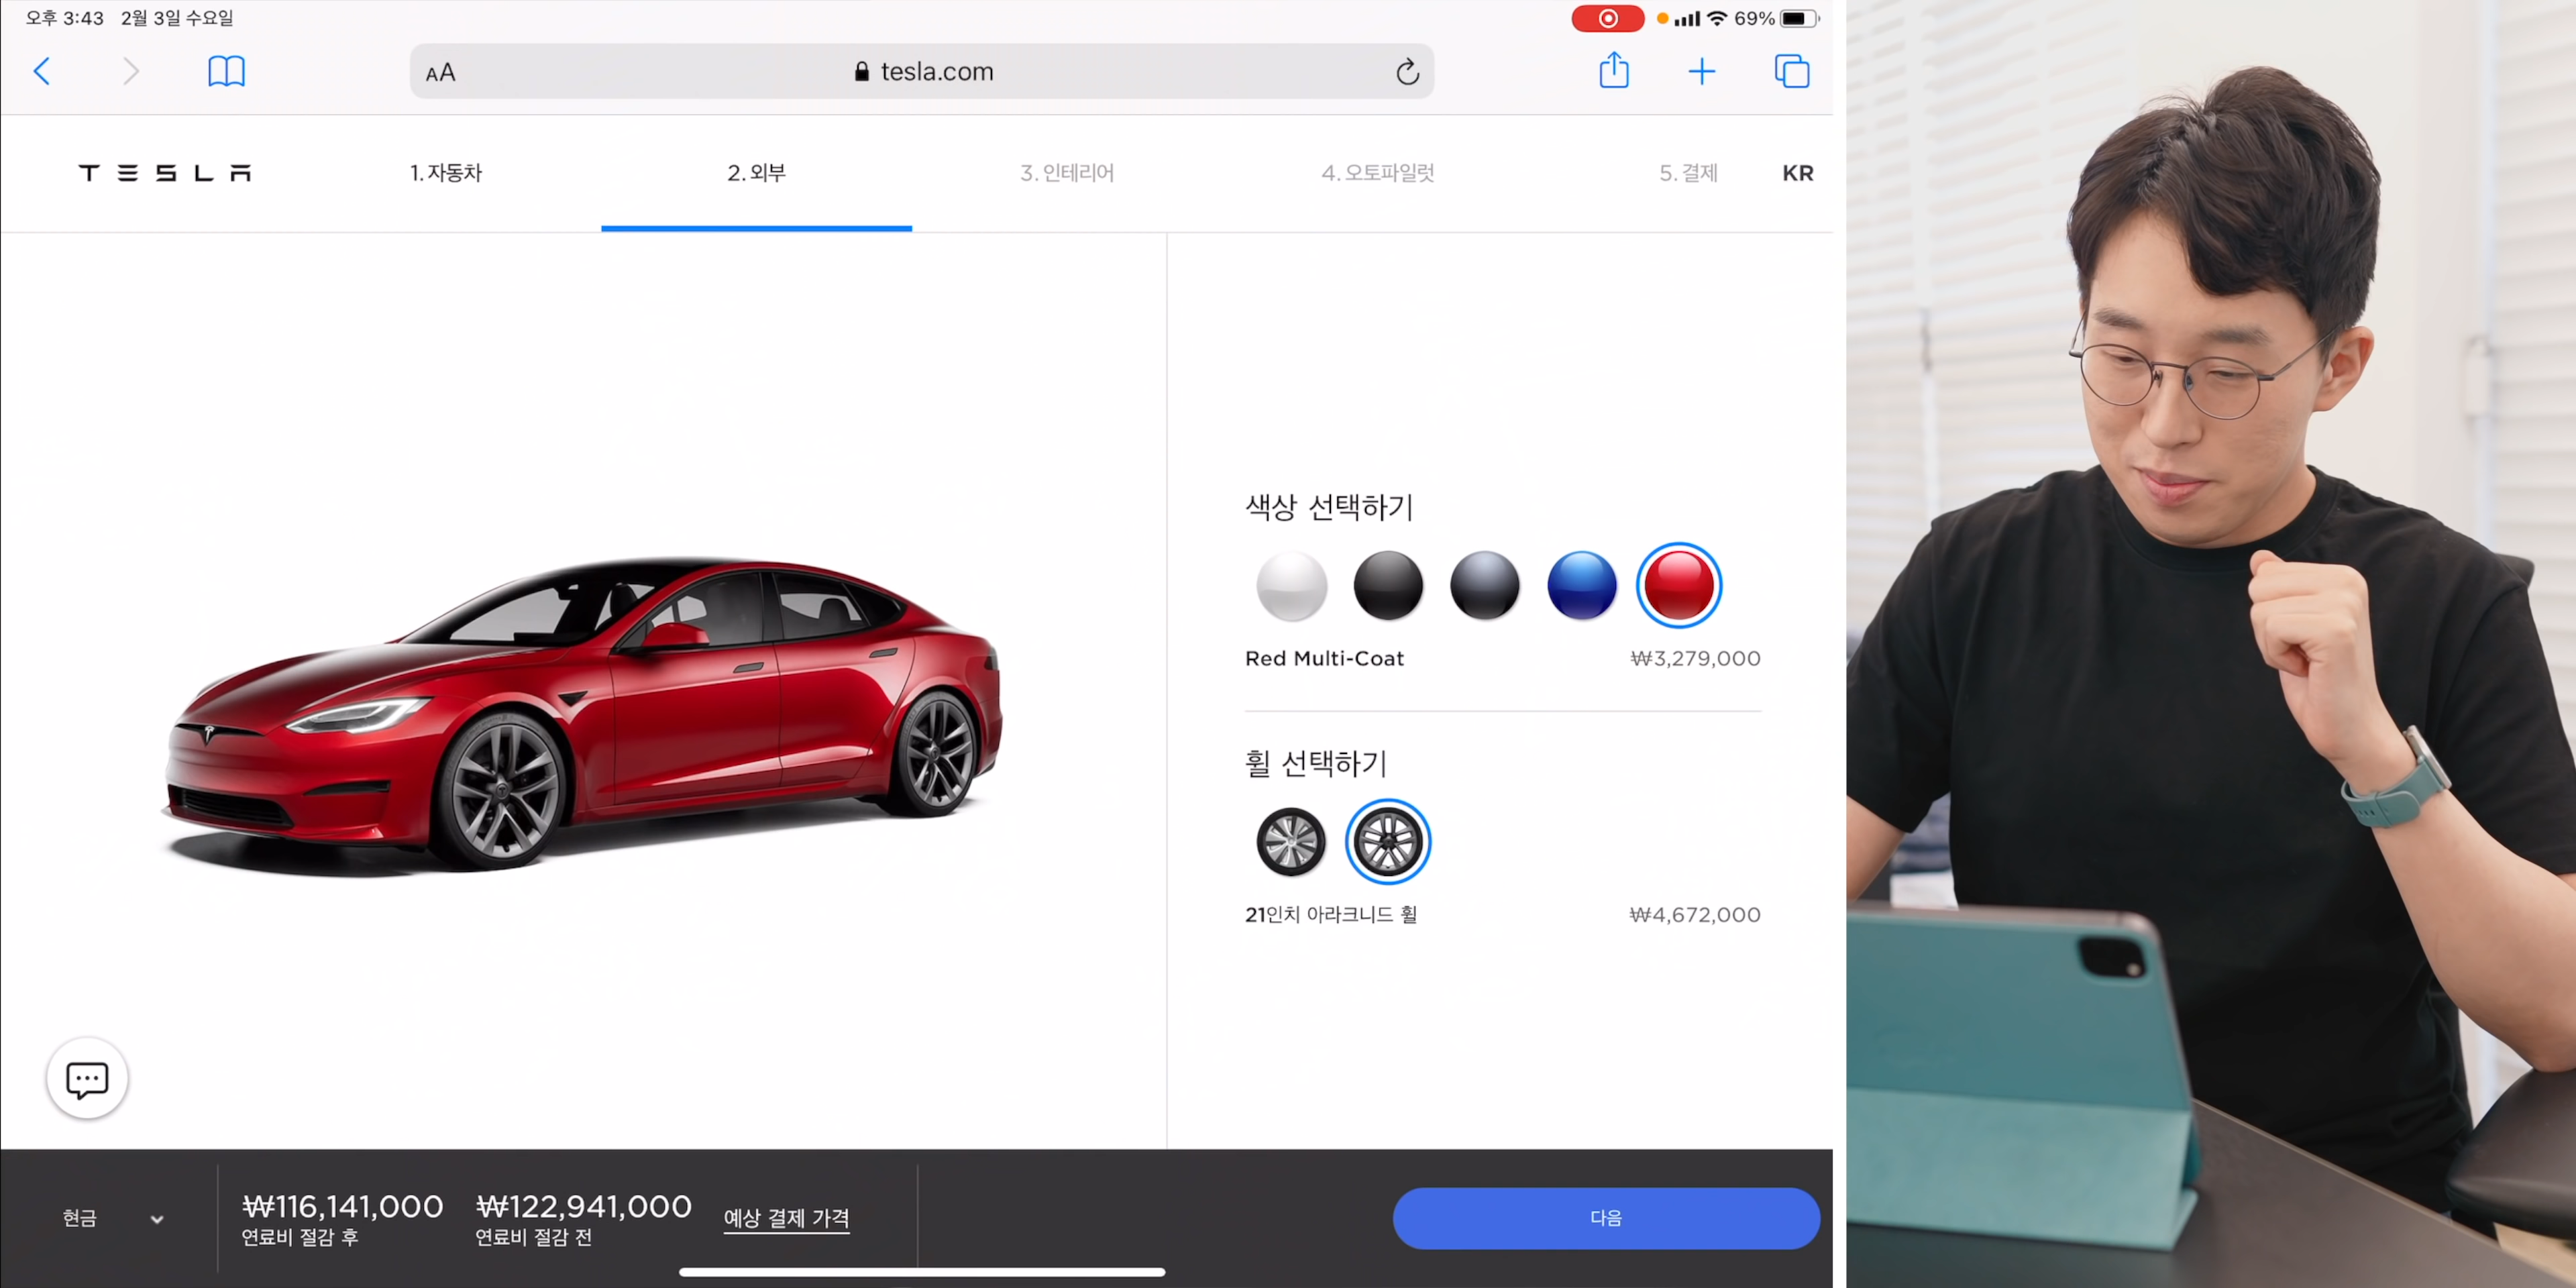 오후 3:43 2월 3일 수요일
69%
AA
tesla.com
TESLA
1. 자동차
2. 외부
3. 인테리어
4. 오토파일럿
5. 결제
KR
색상 선택하기
Red Multi-Coat
₩3,279,000
휠 선택하기
21인치 아라크니드 휠
₩4,672,000
현금
₩116,141,000
연료비 절감 후
₩122,941,000
연료비 절감 전
예상 결제 가격
다음